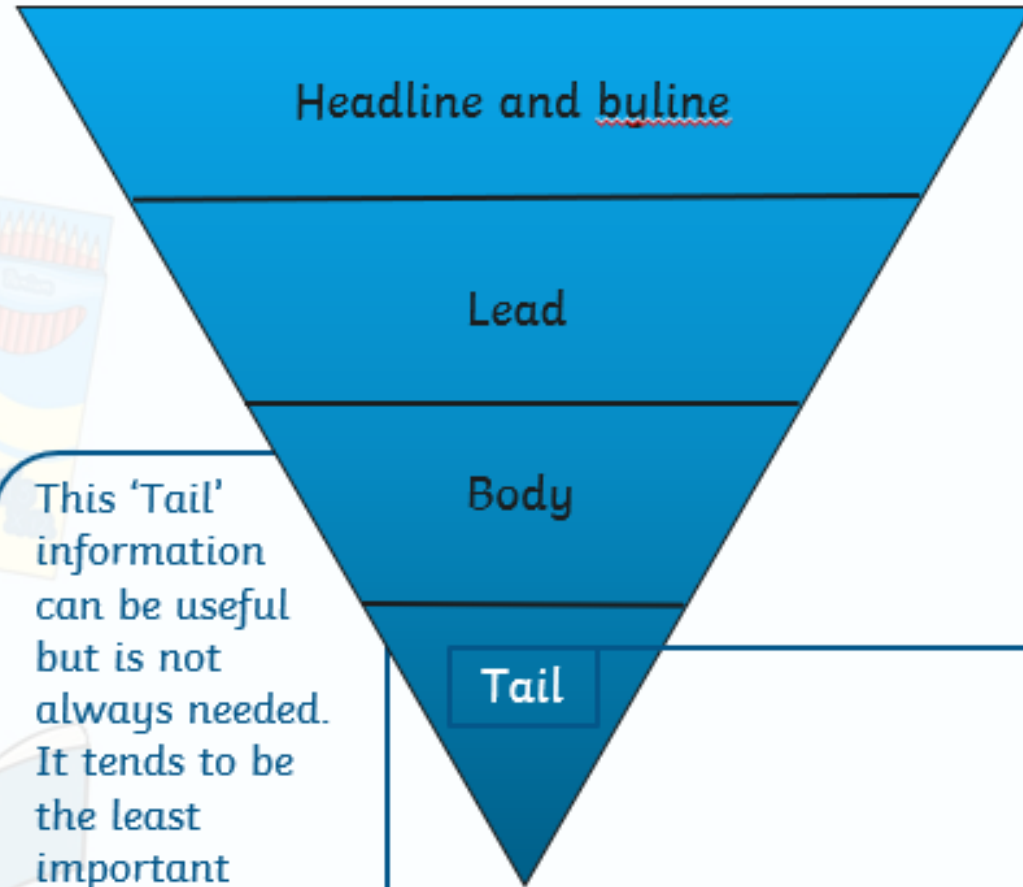 Headline and byline
Lead
Body
Tail
This ‘Tail’
information
can be useful
but is not
always needed.
It tends to be
the least
important